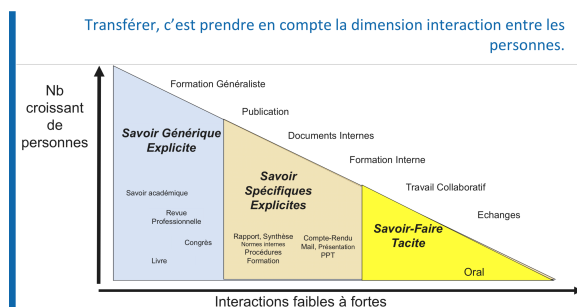 Transférer, c'est prendre en compte la dimension interaction entre les
personnes.
Nb
croissant
de
personnes
Formation Généraliste
Publication
Documents Internes
Formation Interne
Travail Collaboratif
Echanges
Savoir Générique
Explicite
Savoir académique
Revue
Professionnelle
Congrès
Livre
Savoir
Spécifiques
Explicites
Rapport, Synthèse
Normes internes
Procédures
Formation
Compte-Rendu
Mail, Présentation
PPT
Savoir-Faire
Tacite
Oral
Interactions faibles à fortes